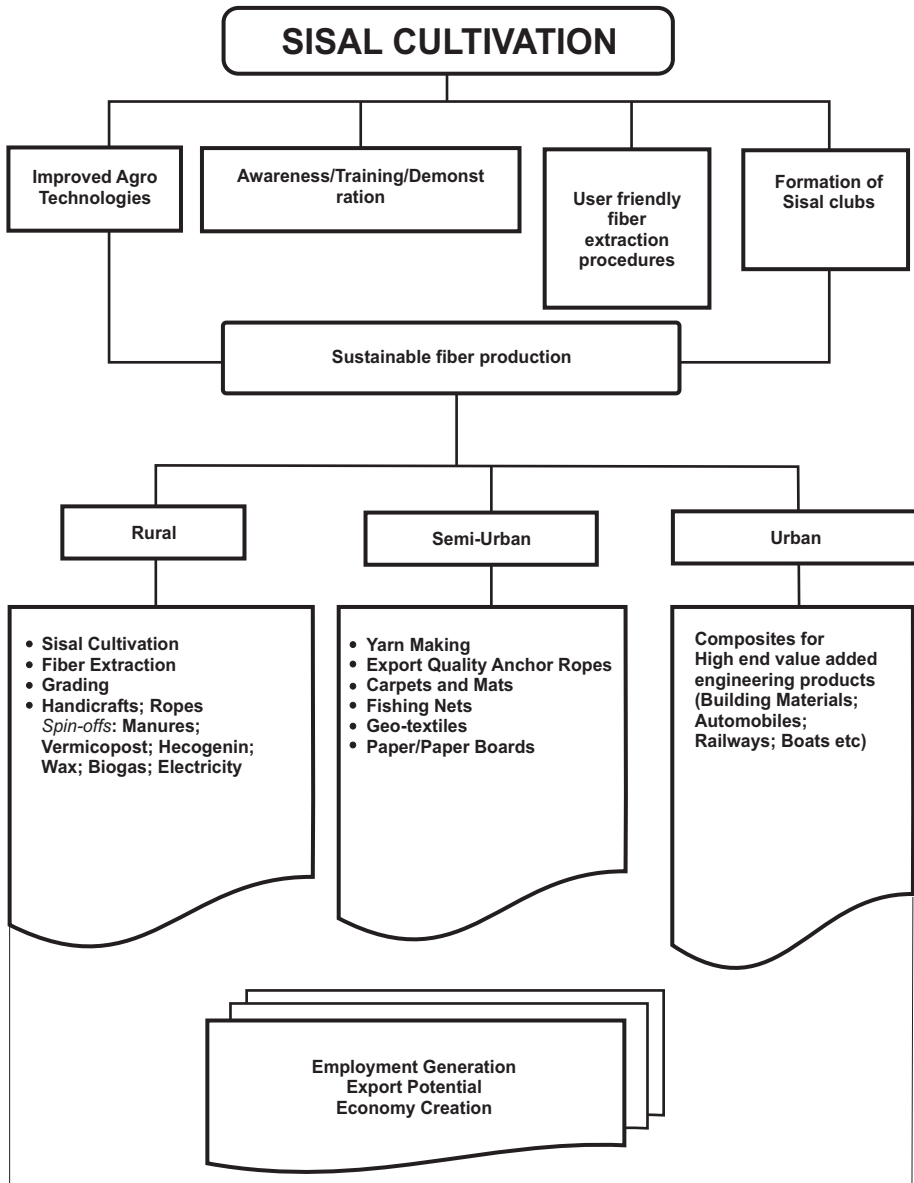 SISAL CULTIVATION
Improved Agro
Technologies
Awareness/Training/Demonst
ration
User friendly
fiber
extraction
procedures
Formation of
Sisal clubs
Sustainable fiber production
Rural
Semi-Urban
Urban
• Sisal Cultivation
• Fiber Extraction
• Grading
• Handicrafts; Ropes
Spin-offs: Manures;
Vermicopost; Hecogenin;
Wax; Biogas; Electricity
• Yarn Making
• Export Quality Anchor Ropes
• Carpets and Mats
• Fishing Nets
• Geo-textiles
• Paper/Paper Boards
Composites for
High end value added
engineering products
(Building Materials;
Automobiles;
Railways; Boats etc)
Employment Generation
Export Potential
Economy Creation